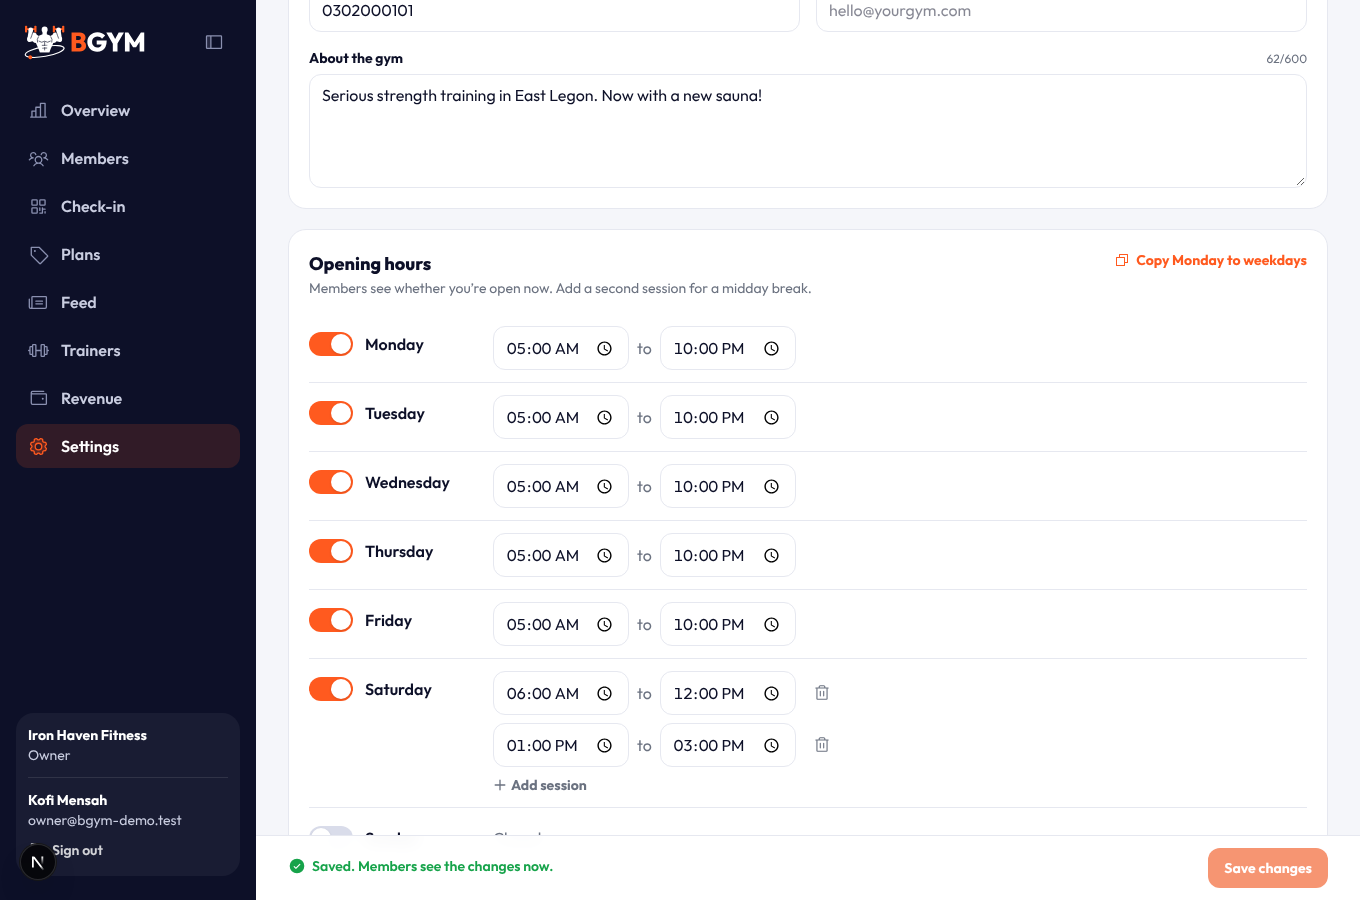 BGYM
Overview
Members
Check-in
Plans
Feed
Trainers
Revenue
Settings
Iron Haven Fitness
Owner
Kofi Mensah
owner@bgym-demo.test
Sign out
N
0302000101
hello@yourgym.com
About the gym
62/600
Serious strength training in East Legon. Now with a new sauna!
Opening hours
Copy Monday to weekdays
Members see whether you're open now. Add a second session for a midday break.
Monday 05:00 AM to 10:00 PM
Tuesday 05:00 AM to 10:00 PM
Wednesday 05:00 AM to 10:00 PM
Thursday 05:00 AM to 10:00 PM
Friday 05:00 AM to 10:00 PM
Saturday 06:00 AM to 12:00 PM
01:00 PM to 03:00 PM
Add session
Saved. Members see the changes now.
Save changes